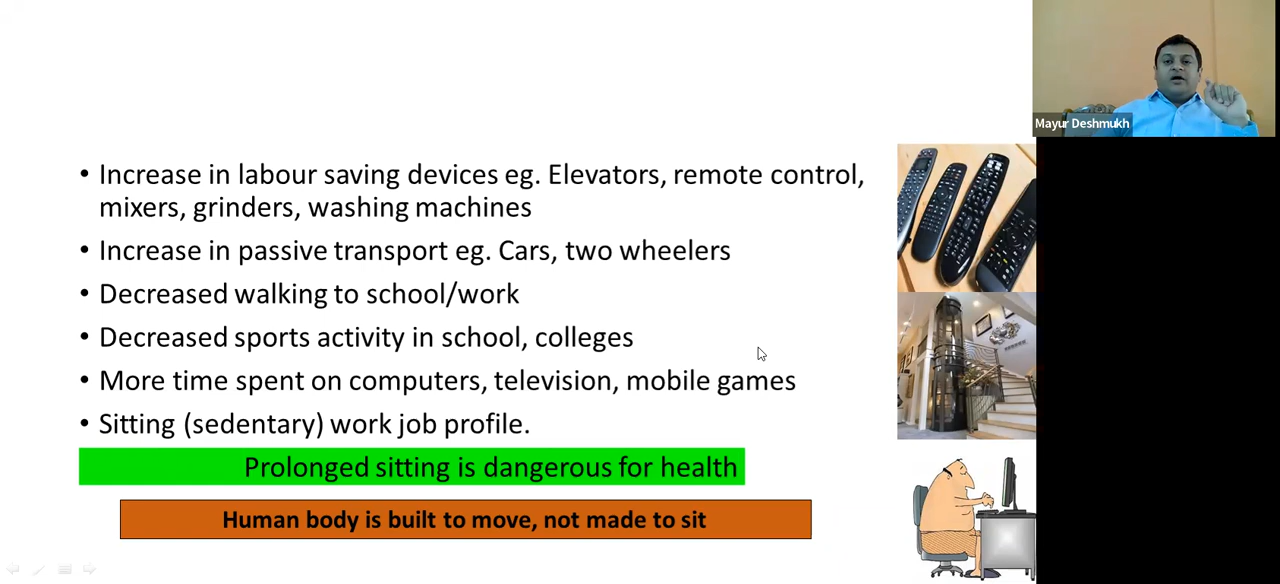 Mayur Deshmukh
• Increase in labour saving devices eg. Elevators, remote control,
mixers, grinders, washing machines
• Increase in passive transport eg. Cars, two wheelers
• Decreased walking to school/work
• Decreased sports activity in school, colleges
• More time spent on computers, television, mobile games
• Sitting (sedentary) work job profile.
Prolonged sitting is dangerous for health
Human body is built to move, not made to sit